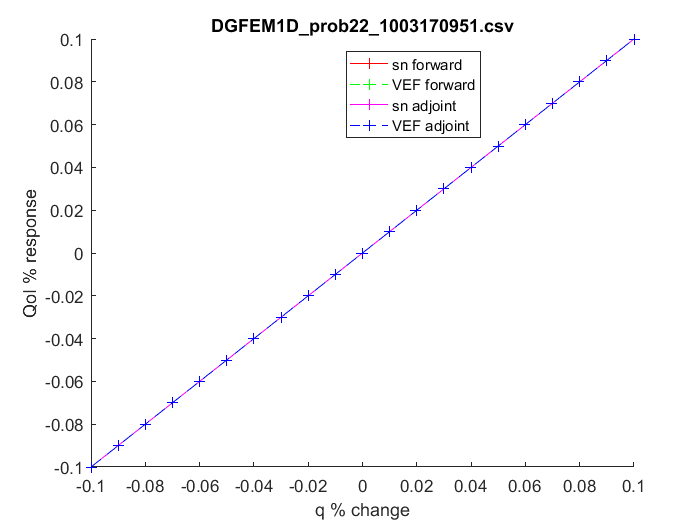 DGFEM1D_prob22_1003170951.csv
sn forward
VEF forward
sn adjoint
VEF adjoint
0.1
0.08
0.06
0.04
0.02
0
-0.02
-0.04
-0.06
-0.08
-0.1
QoI % response
-0.1 -0.08 -0.06 -0.04 -0.02 0 0.02 0.04 0.06 0.08 0.1
q % change